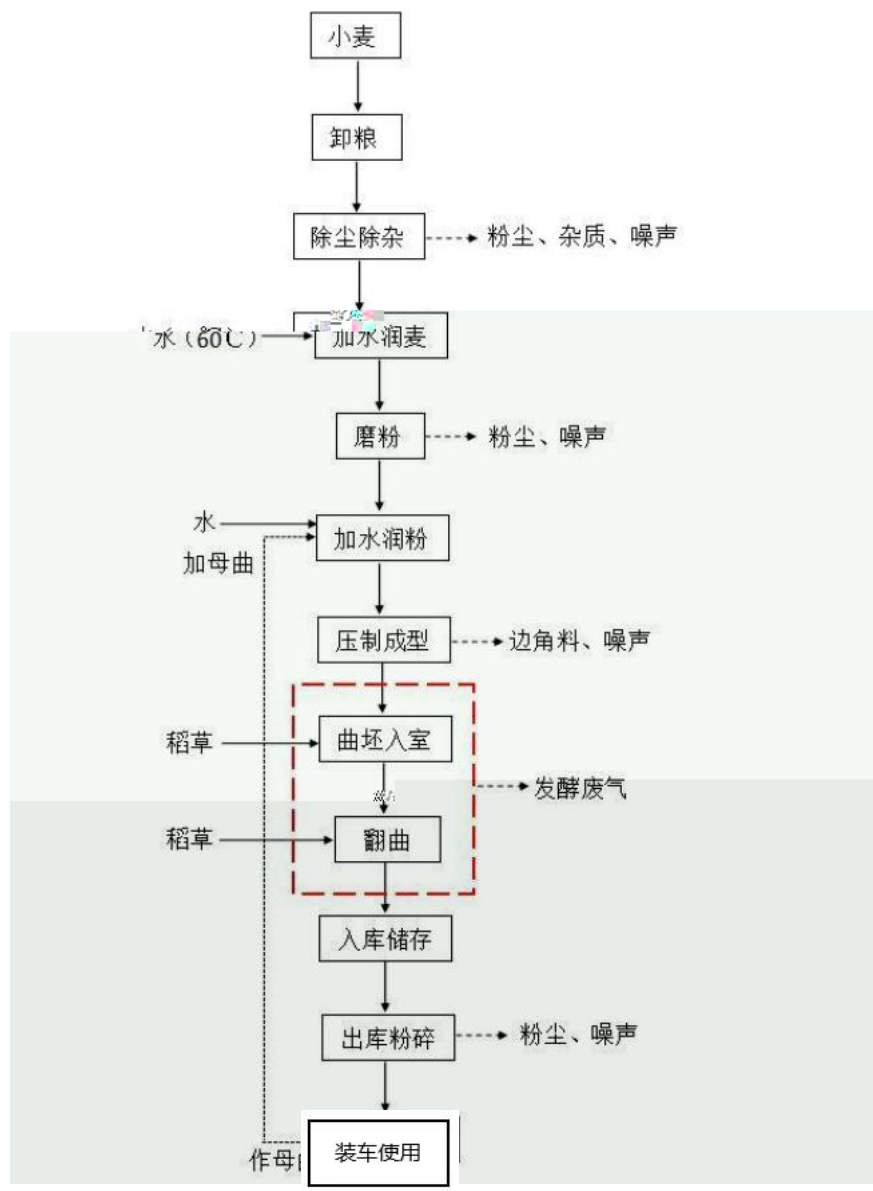 小麦
卸粮
除尘除杂
粉尘、杂质、噪声
水（60℃）
加水润麦
磨粉
粉尘、噪声
水
加水润粉
加母曲
压制成型
边角料、噪声
曲坯入室
稻草
发酵废气
稻草
翻曲
入库储存
出库粉碎
粉尘、噪声
作母
装车使用